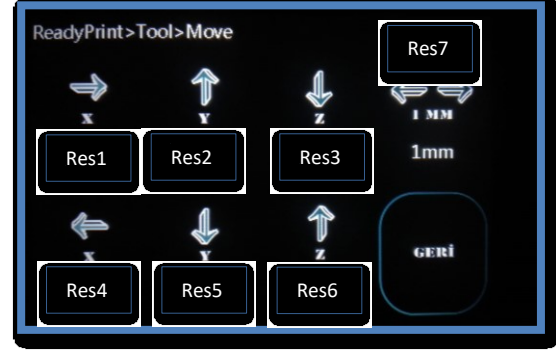 ReadyPrint>Tool>Move
Res7
X Y Z 1 MM
Res1 Res2 Res3 1mm
X Y Z GERİ
Res4 Res5 Res6